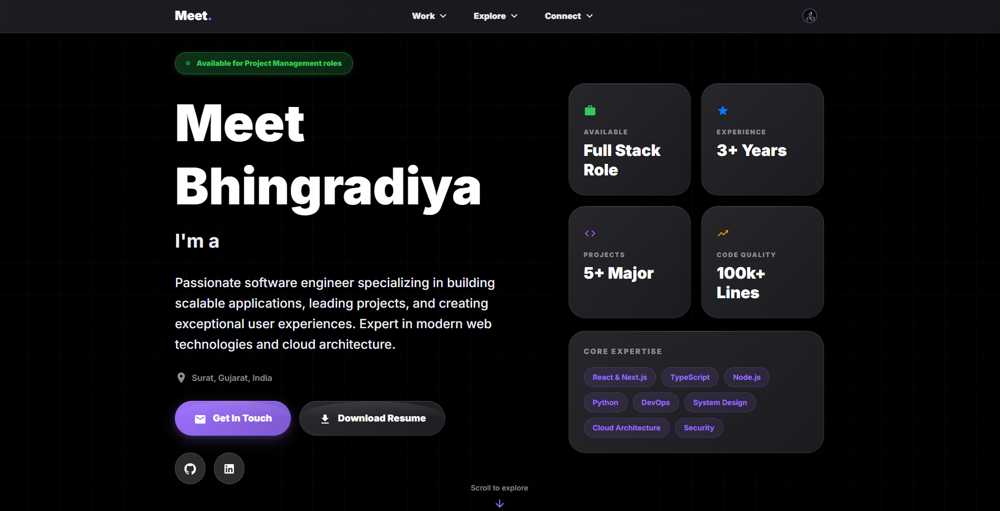 Meet.
Work
Explore
Connect
Available for Project Management roles
Meet
Bhingradiya
I'm a
Passionate software engineer specializing in building
scalable applications, leading projects, and creating
exceptional user experiences. Expert in modern web
technologies and cloud architecture.
Surat, Gujarat, India
Get In Touch
Download Resume
AVAILABLE
Full Stack
Role
EXPERIENCE
3+ Years
PROJECTS
5+ Major
CODE QUALITY
100k+
Lines
CORE EXPERTISE
React & Next.js
TypeScript
Node.js
Python
DevOps
System Design
Cloud Architecture
Security
Scroll to explore